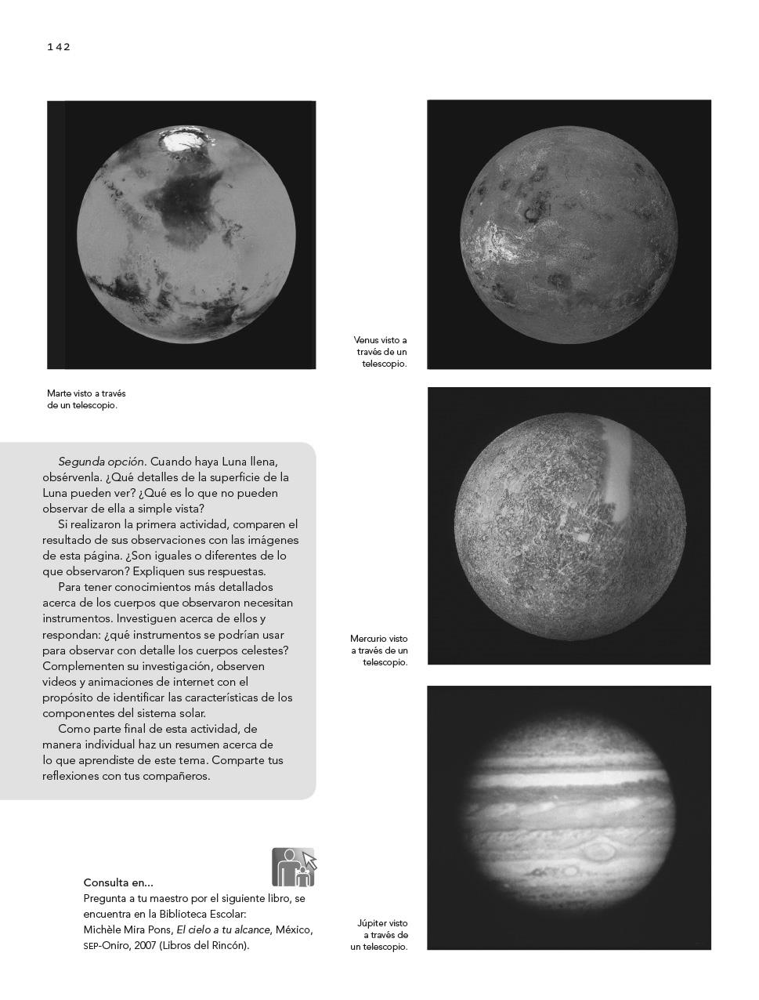 142
Venus visto a
través de un
telescopio.
Marte visto a través
de un telescopio.
Segunda opción. Cuando haya Luna llena,
obsérvenla. ¿Qué detalles de la superficie de la
Luna pueden ver? ¿Qué es lo que no pueden
observar de ella a simple vista?
Si realizaron la primera actividad, comparen el
resultado de sus observaciones con las imágenes
de esta página. ¿Son iguales o diferentes de lo
que observaron? Expliquen sus respuestas.
Para tener conocimientos más detallados
acerca de los cuerpos que observaron necesitan
instrumentos. Investiguen acerca de ellos y
respondan: ¿qué instrumentos se podrían usar
para observar con detalle los cuerpos celestes?
Complementen su investigación, observen
videos y animaciones de internet con el
propósito de identificar las características de los
componentes del sistema solar.
Como parte final de esta actividad, de
manera individual haz un resumen acerca de
lo que aprendiste de este tema. Comparte tus
reflexiones con tus compañeros.
Mercurio visto
a través de un
telescopio.
Consulta en...
Pregunta a tu maestro por el siguiente libro, se
encuentra en la Biblioteca Escolar:
Michèle Mira Pons, El cielo a tu alcance, México,
SEP-Oniro, 2007 (Libros del Rincón).
Júpiter visto
a través de
un telescopio.